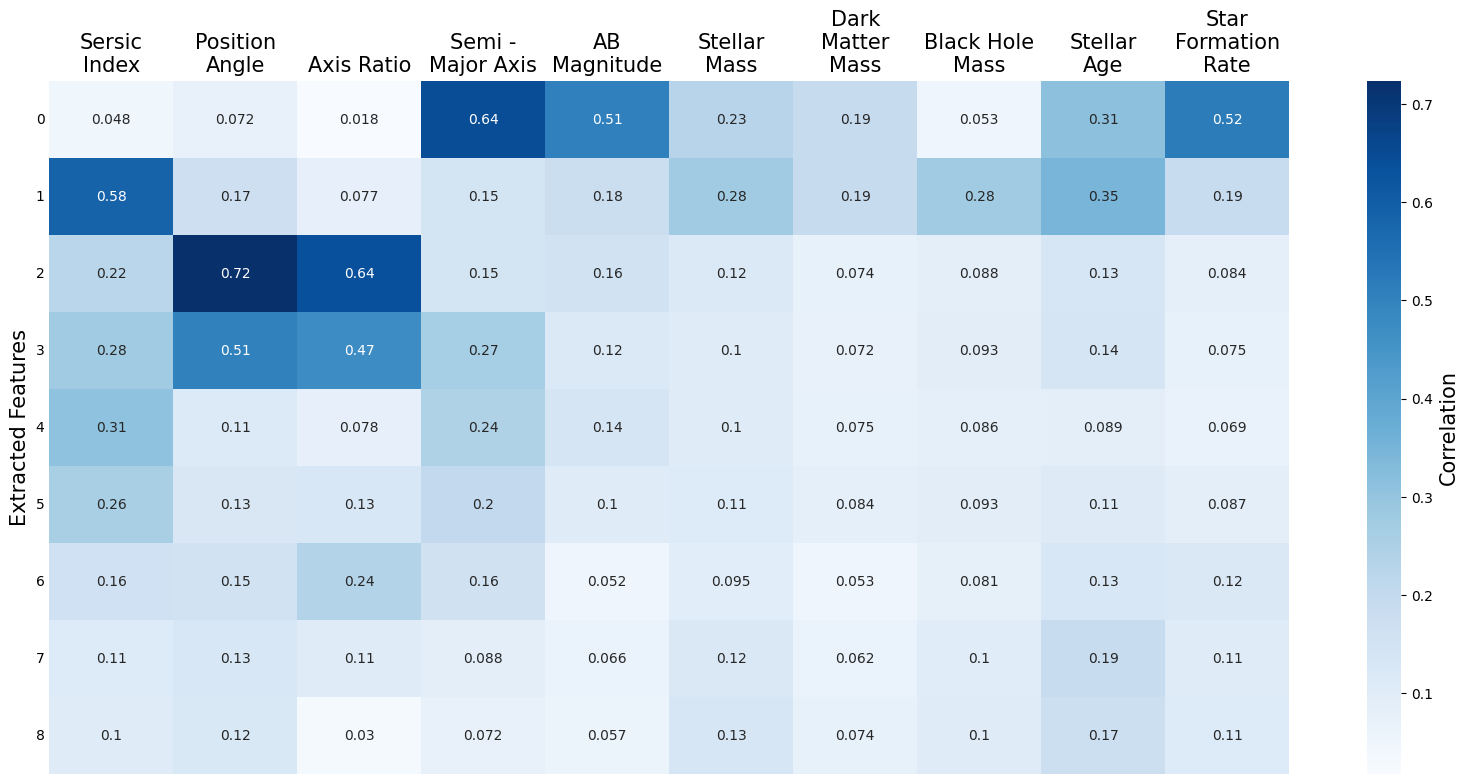 Sersic Index
Position Angle
Axis Ratio
Semi - Major Axis
AB Magnitude
Stellar Mass
Dark Matter Mass
Black Hole Mass
Stellar Age
Star Formation Rate
Extracted Features
0 0.048 0.072 0.018 0.64 0.51 0.23 0.19 0.053 0.31 0.52
1 0.58 0.17 0.077 0.15 0.18 0.28 0.19 0.28 0.35 0.19
2 0.22 0.72 0.64 0.15 0.16 0.12 0.074 0.088 0.13 0.084
3 0.28 0.51 0.47 0.27 0.12 0.1 0.072 0.093 0.14 0.075
4 0.31 0.11 0.078 0.24 0.14 0.1 0.075 0.086 0.089 0.069
5 0.26 0.13 0.13 0.2 0.1 0.11 0.084 0.093 0.11 0.087
6 0.16 0.15 0.24 0.16 0.052 0.095 0.053 0.081 0.13 0.12
7 0.11 0.13 0.11 0.088 0.066 0.12 0.062 0.1 0.19 0.11
8 0.1 0.12 0.03 0.072 0.057 0.13 0.074 0.1 0.17 0.11
0.7
0.6
0.5
0.4
0.3
0.2
0.1
Correlation